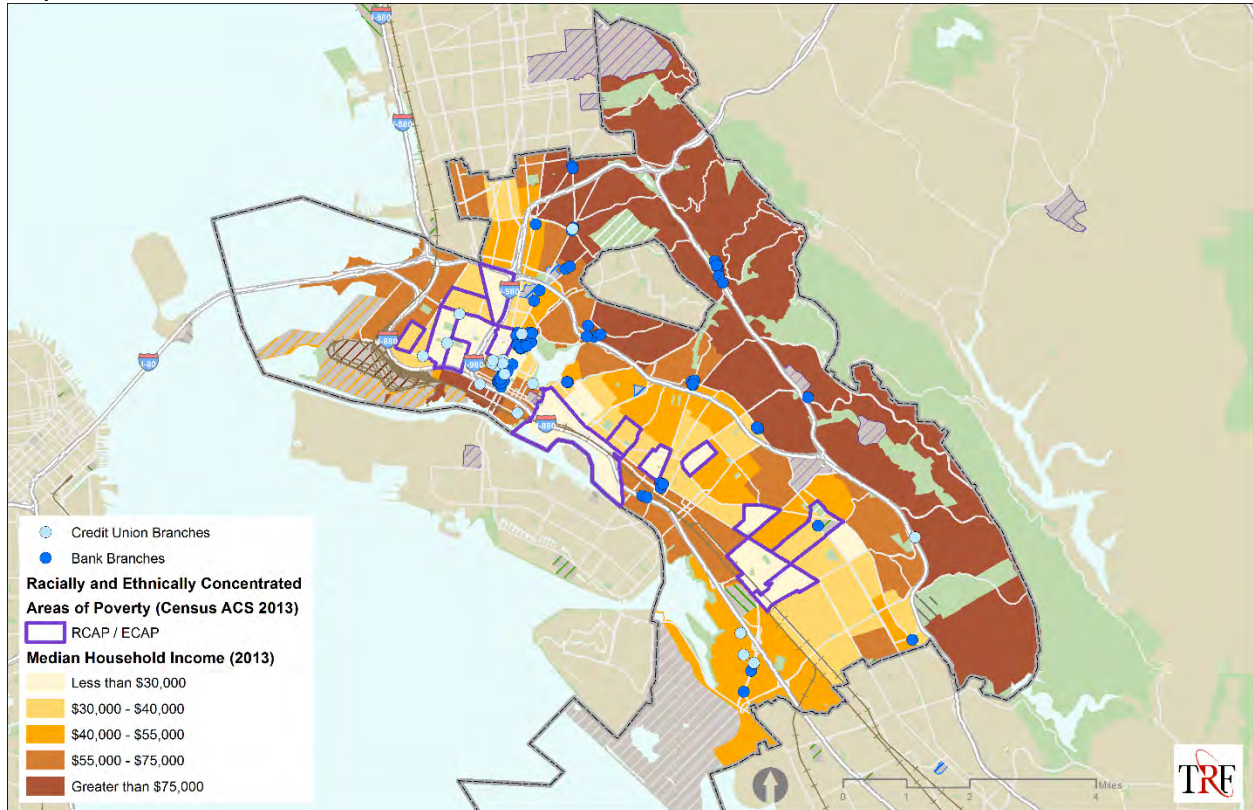 I-580
I-580
I-80
I-580
I-880
I-980
I-880
Credit Union Branches
Bank Branches
Racially and Ethnically Concentrated
Areas of Poverty (Census ACS 2013)
RCAP / ECAP
Median Household Income (2013)
Less than $30,000
$30,000 - $40,000
$40,000 - $55,000
$55,000 - $75,000
Greater than $75,000
Miles
0 1 2 4
TRF